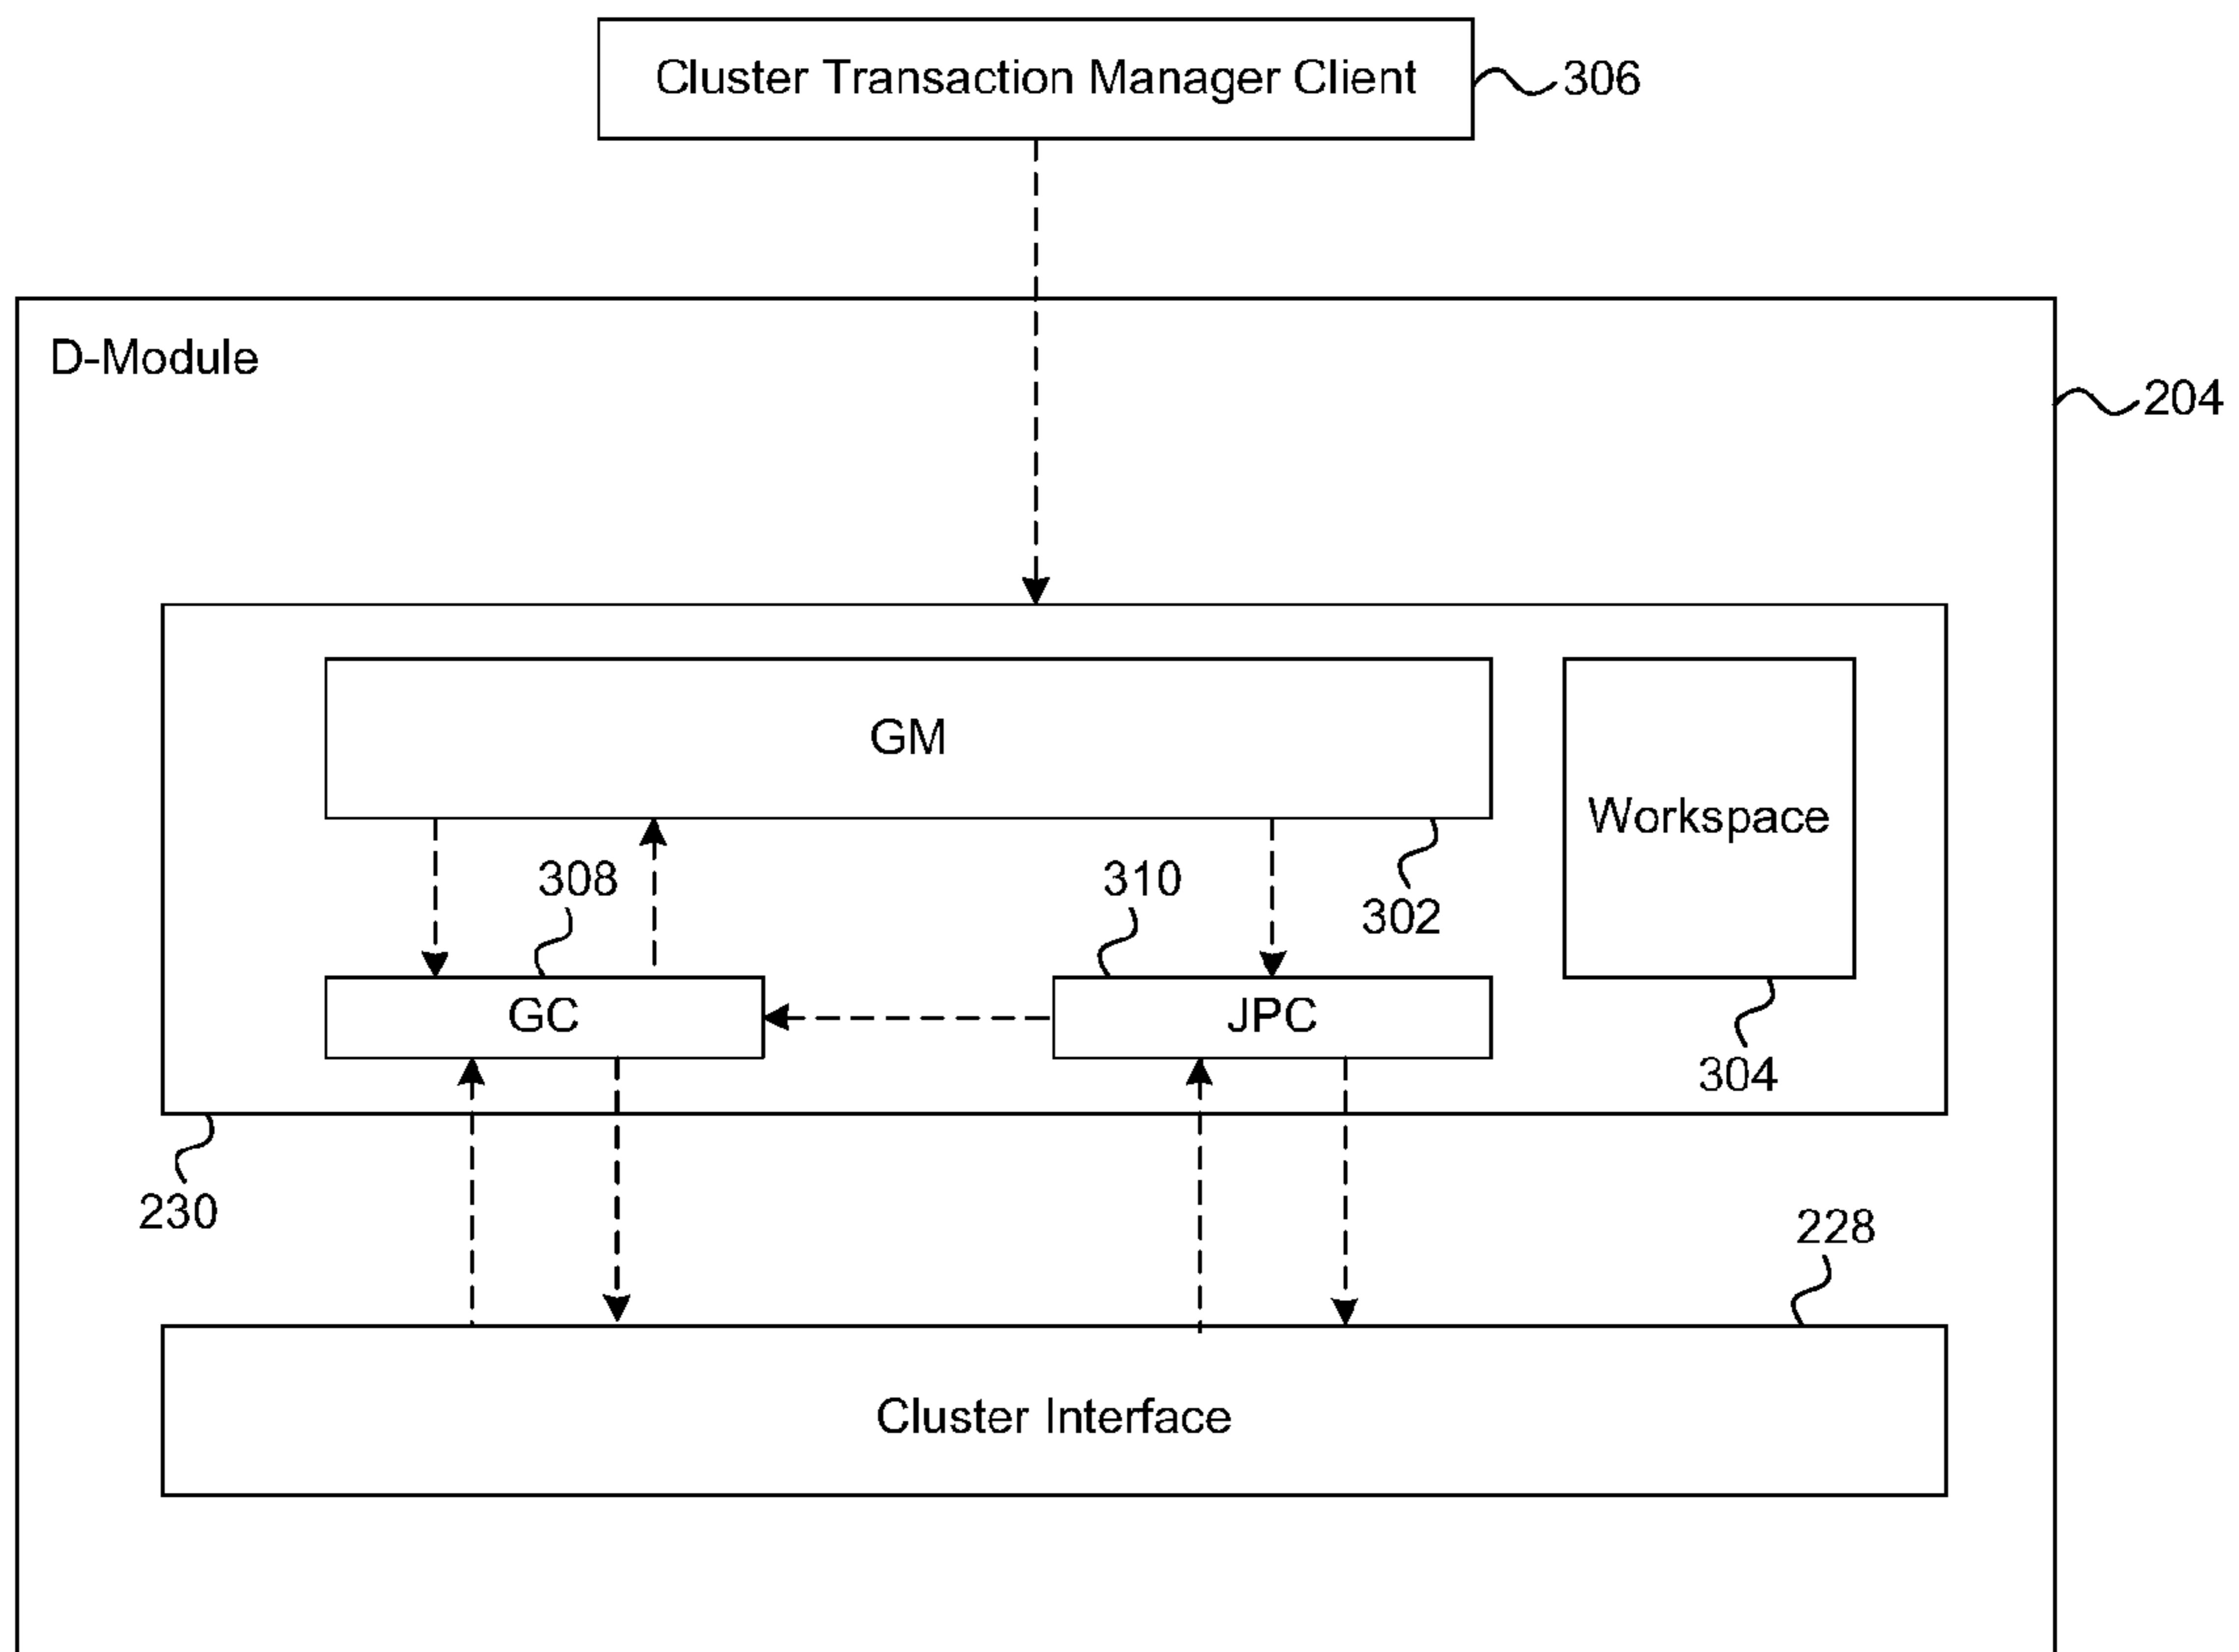 Cluster Transaction Manager Client
306
D-Module
204
GM
Workspace
308
310
302
GC
JPC
304
230
228
Cluster Interface